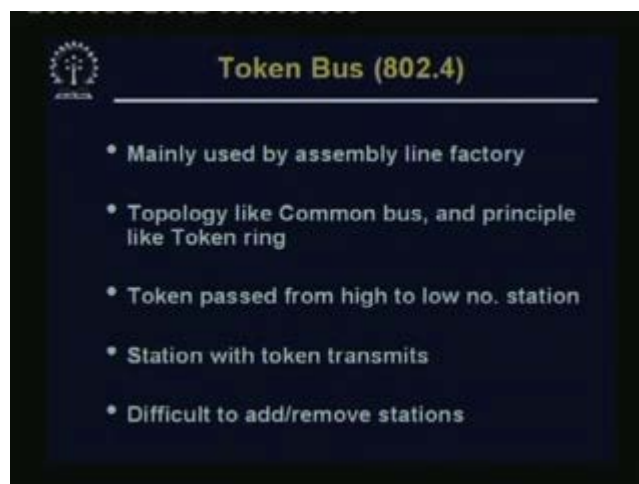 Token Bus (802.4)
• Mainly used by assembly line factory
• Topology like Common bus, and principle
like Token ring
• Token passed from high to low no. station
• Station with token transmits
• Difficult to add/remove stations